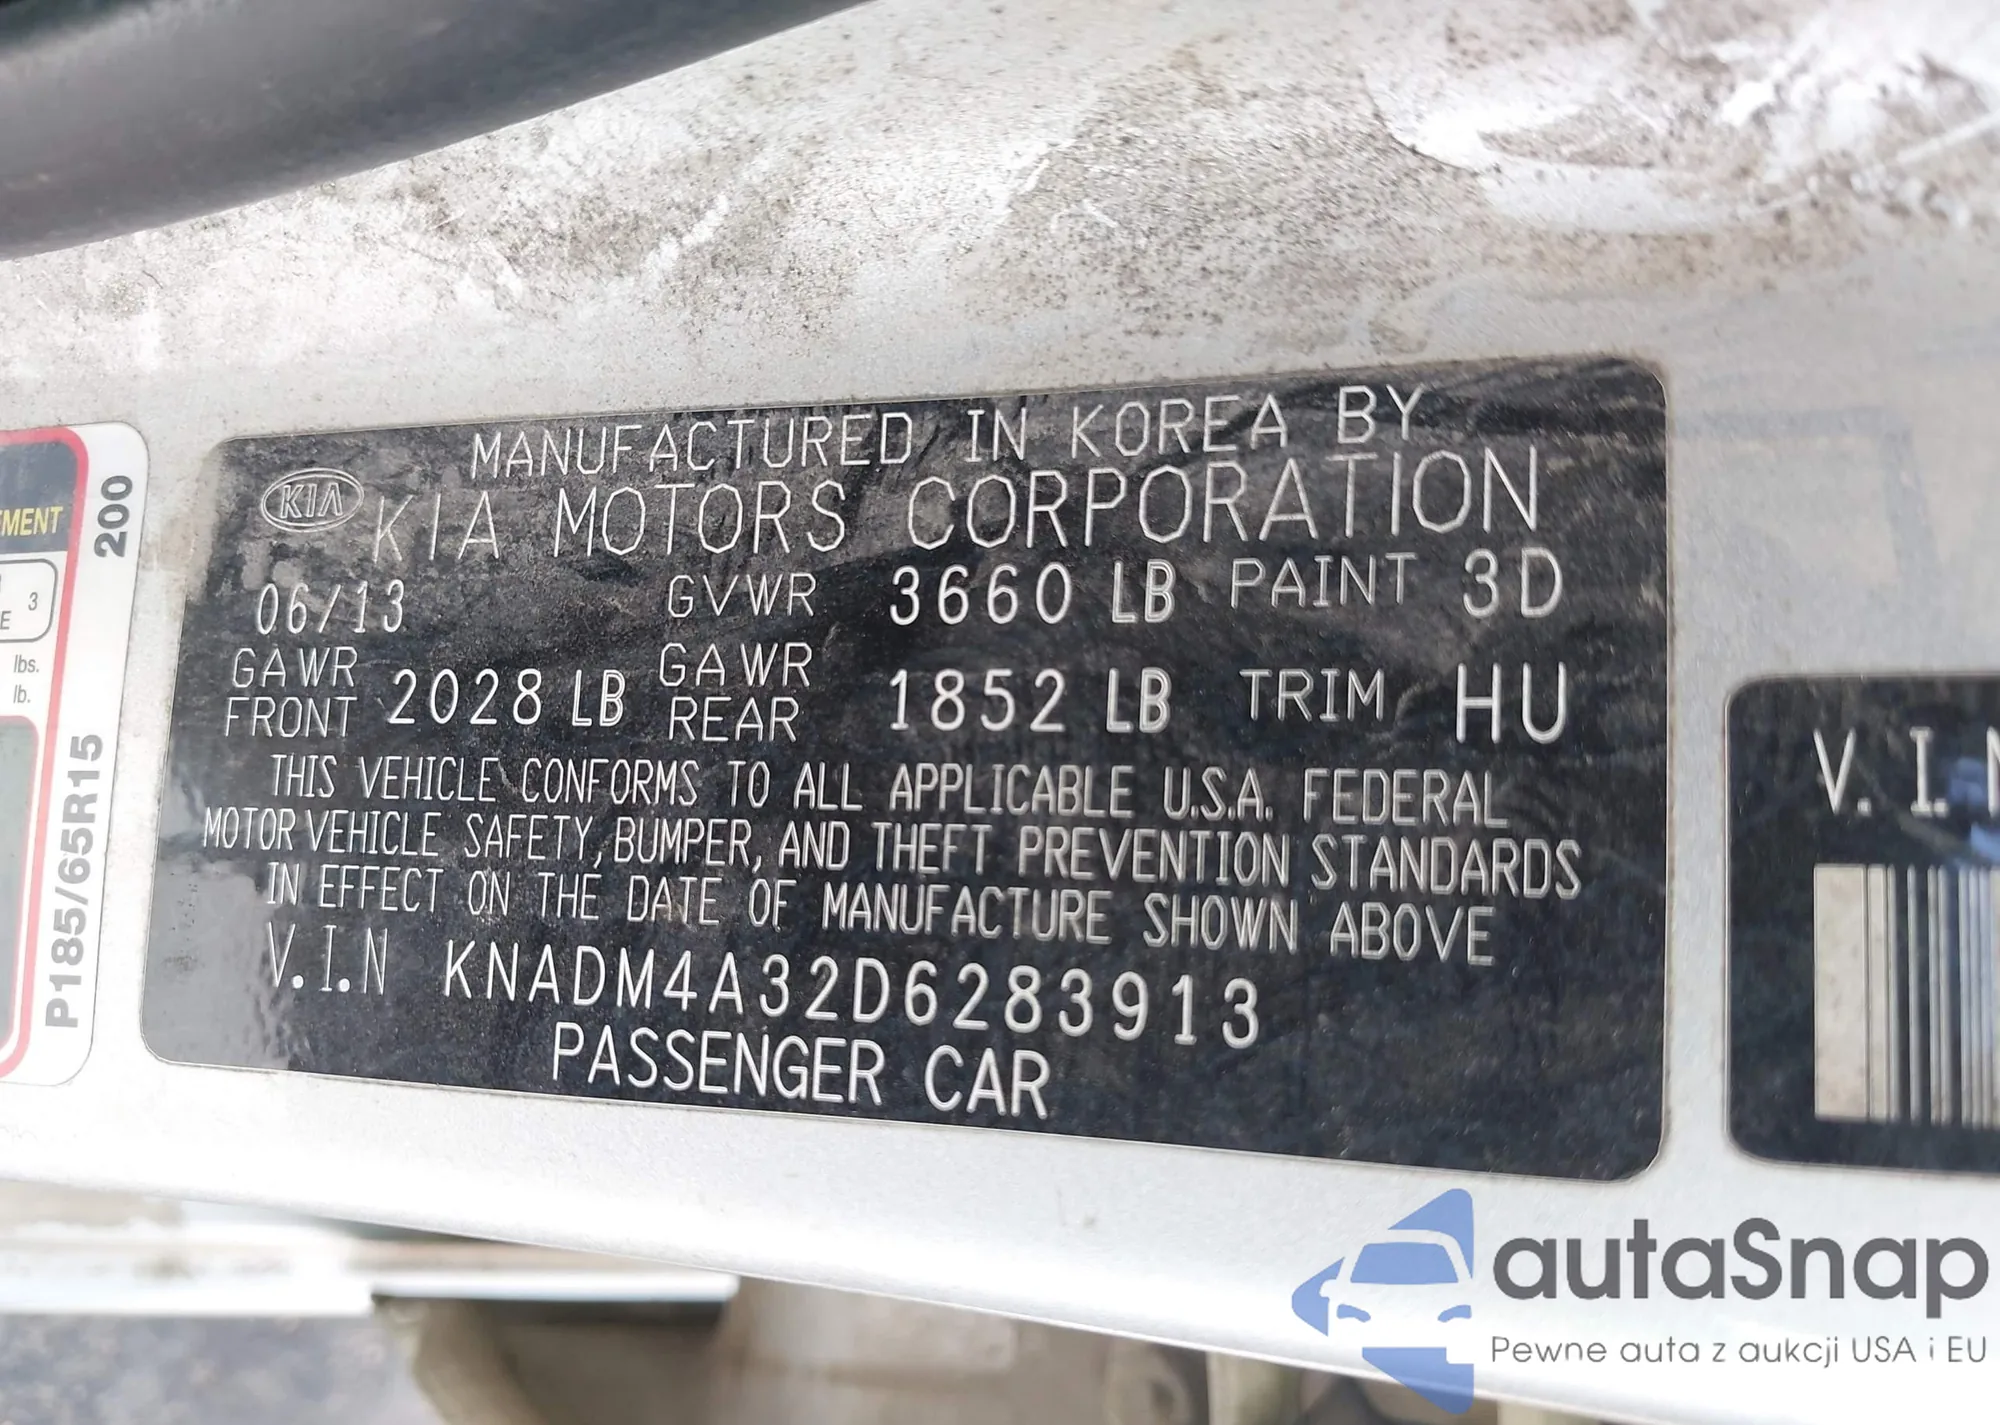 MANUFACTURED IN KOREA BY
KIA
KIA MOTORS CORPORATION
06/13 GVWR 3660 LB PAINT 3D
GAWR FRONT 2028 LB GAWR REAR 1852 LB TRIM HU
THIS VEHICLE CONFORMS TO ALL APPLICABLE U.S.A. FEDERAL
MOTOR VEHICLE SAFETY, BUMPER, AND THEFT PREVENTION STANDARDS
IN EFFECT ON THE DATE OF MANUFACTURE SHOWN ABOVE
V.I.N KNADM4A32D6283913
PASSENGER CAR
EMENT
3
E
lbs.
lb.
200
P185/65R15
V.I.N
autaSnap
Pewne auta z aukcji USA i EU